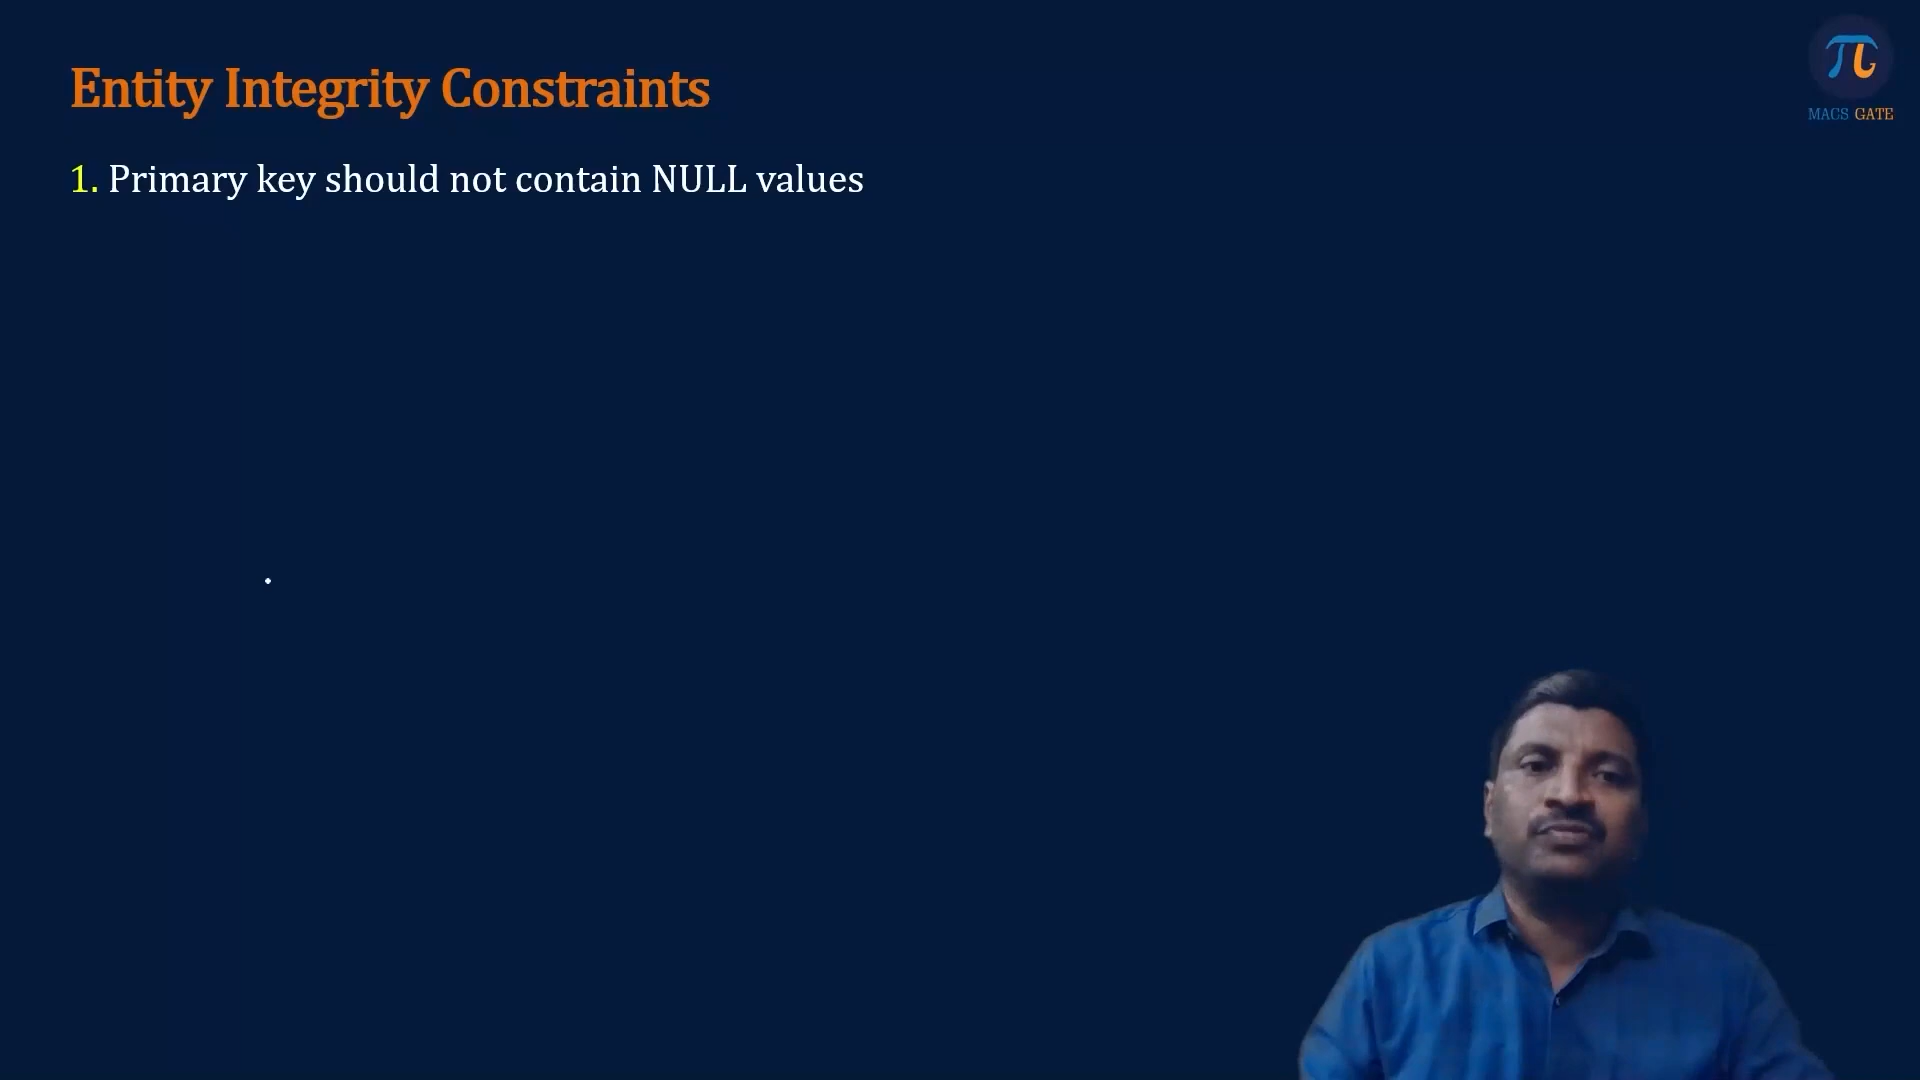 Entity Integrity Constraints
MACS GATE
1. Primary key should not contain NULL values